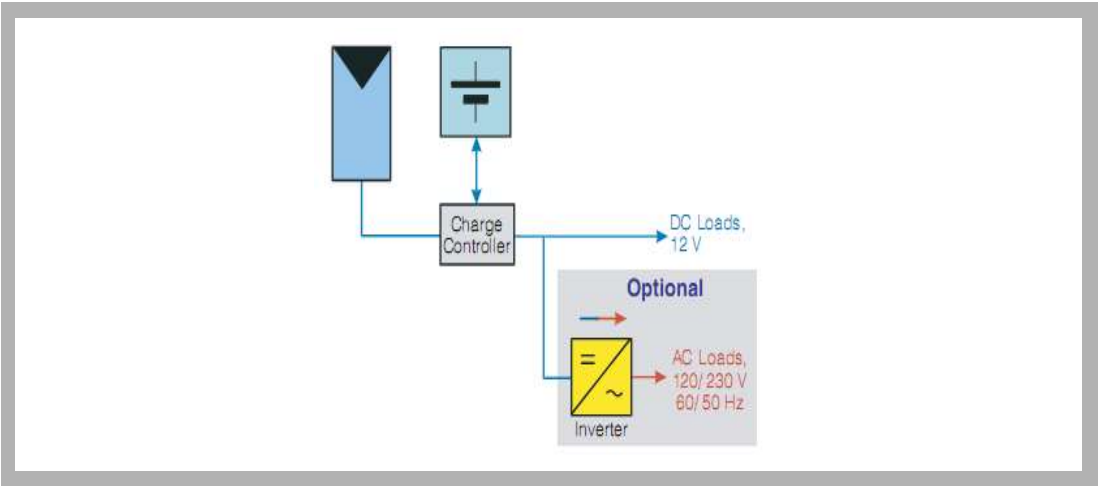 Charge
Controller
DC Loads,
12 V
Optional
AC Loads,
120/ 230 V
60/ 50 Hz
Inverter